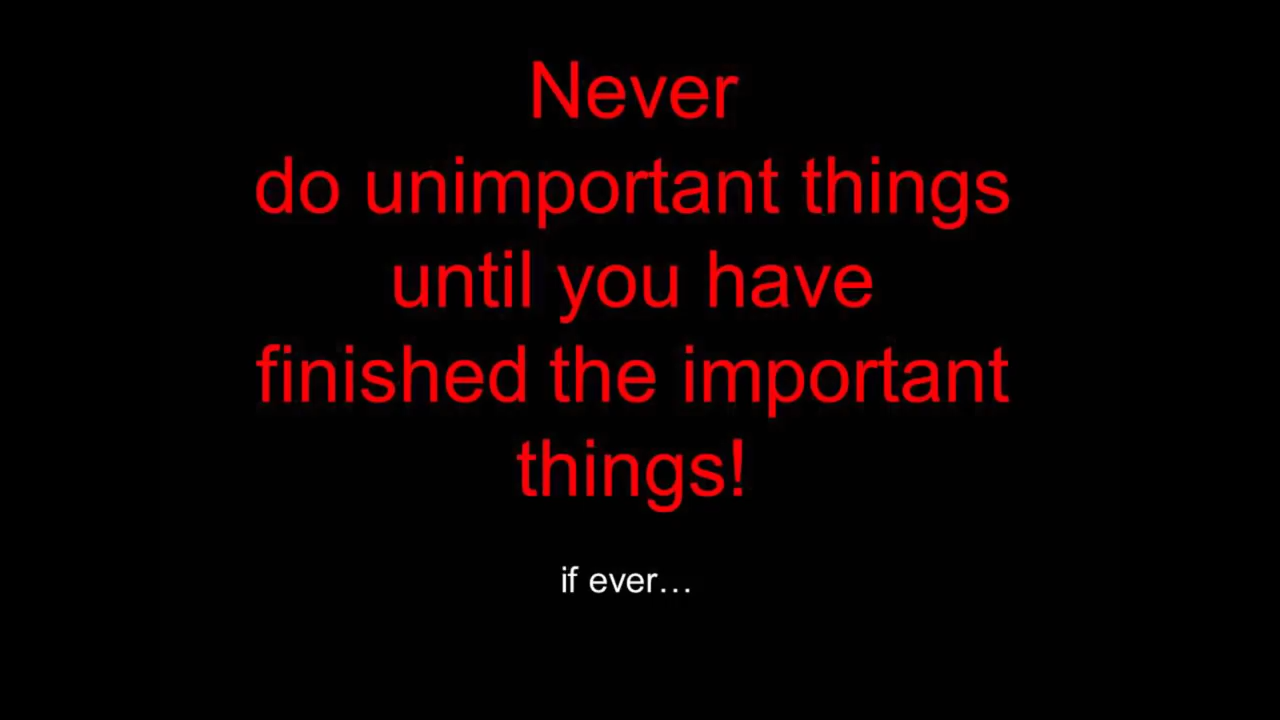 Never
do unimportant things
until you have
finished the important
things!
if ever…